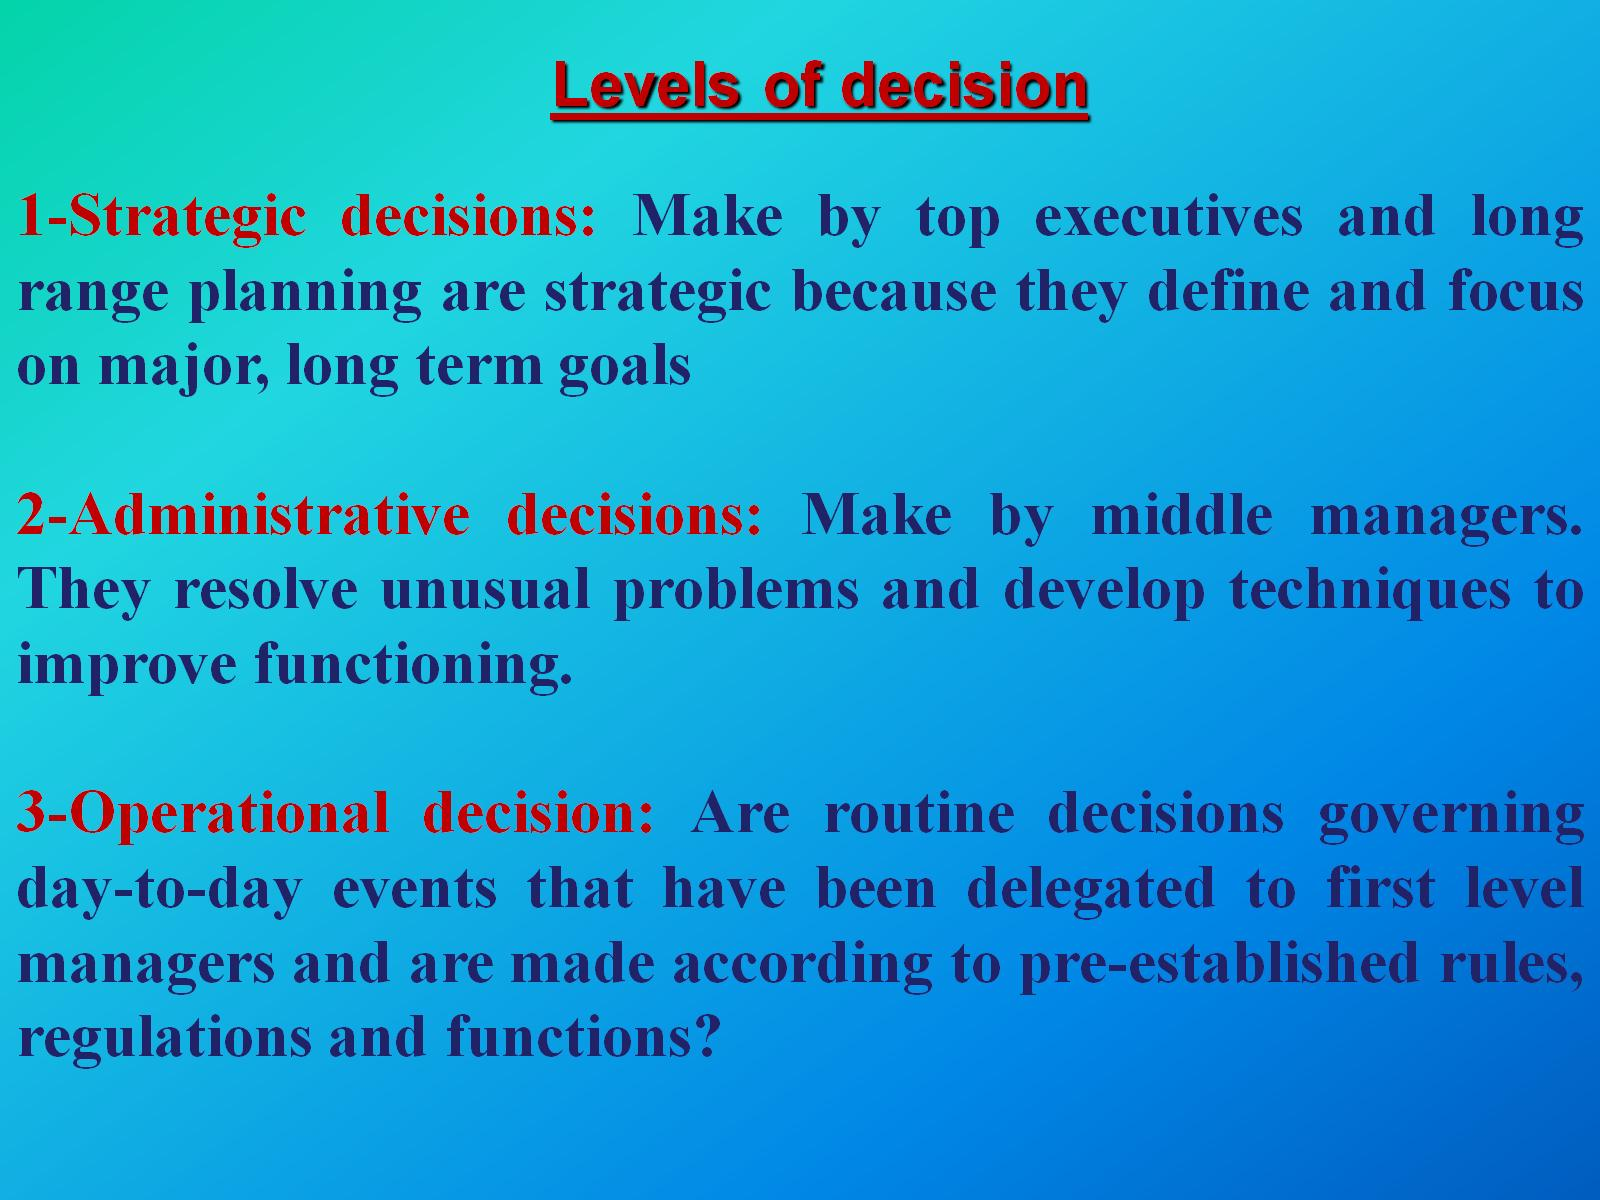 Levels of decision
1-Strategic decisions: Make by top executives and long
range planning are strategic because they define and focus
on major, long term goals
2-Administrative decisions: Make by middle managers.
They resolve unusual problems and develop techniques to
improve functioning.
3-Operational decision: Are routine decisions governing
day-to-day events that have been delegated to first level
managers and are made according to pre-established rules,
regulations and functions?